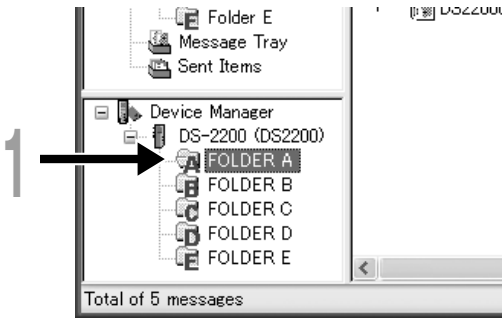 Folder E
DS22000
Message Tray
Sent Items
Device Manager
DS-2200 (DS2200)
1
A FOLDER A
B FOLDER B
C FOLDER C
D FOLDER D
E FOLDER E
Total of 5 messages